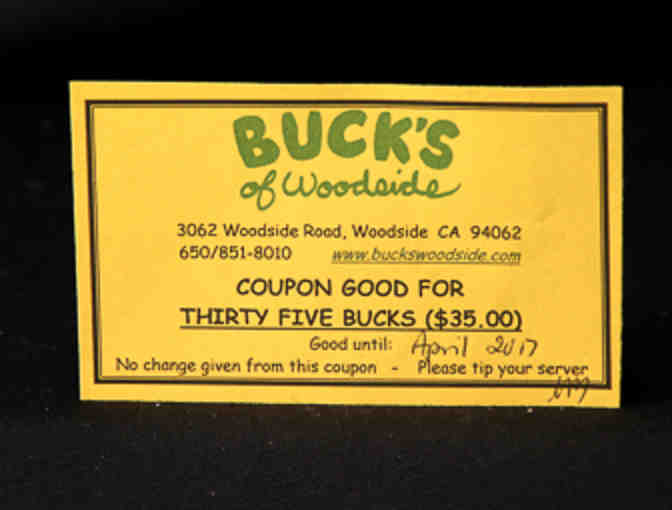 BUCK'S
of Woodside
3062 Woodside Road, Woodside CA 94062
650/851-8010 www.buckswoodside.com
COUPON GOOD FOR
THIRTY FIVE BUCKS ($35.00)
Good until: April 2017
No change given from this coupon - Please tip your server